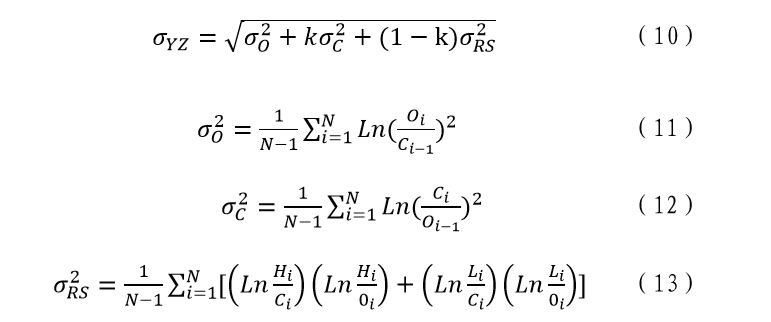 σ_YZ = √(σ_O^2 + kσ_C^2 + (1 − k)σ_RS^2) （10）
σ_O^2 = 1/(N−1) ∑_{i=1}^N Ln(O_i/C_{i−1})^2 （11）
σ_C^2 = 1/(N−1) ∑_{i=1}^N Ln(C_i/O_{i−1})^2 （12）
σ_RS^2 = 1/(N−1) ∑_{i=1}^N[(Ln H_i/C_i)(Ln H_i/0_i) + (Ln L_i/C_i)(Ln L_i/0_i)] （13）